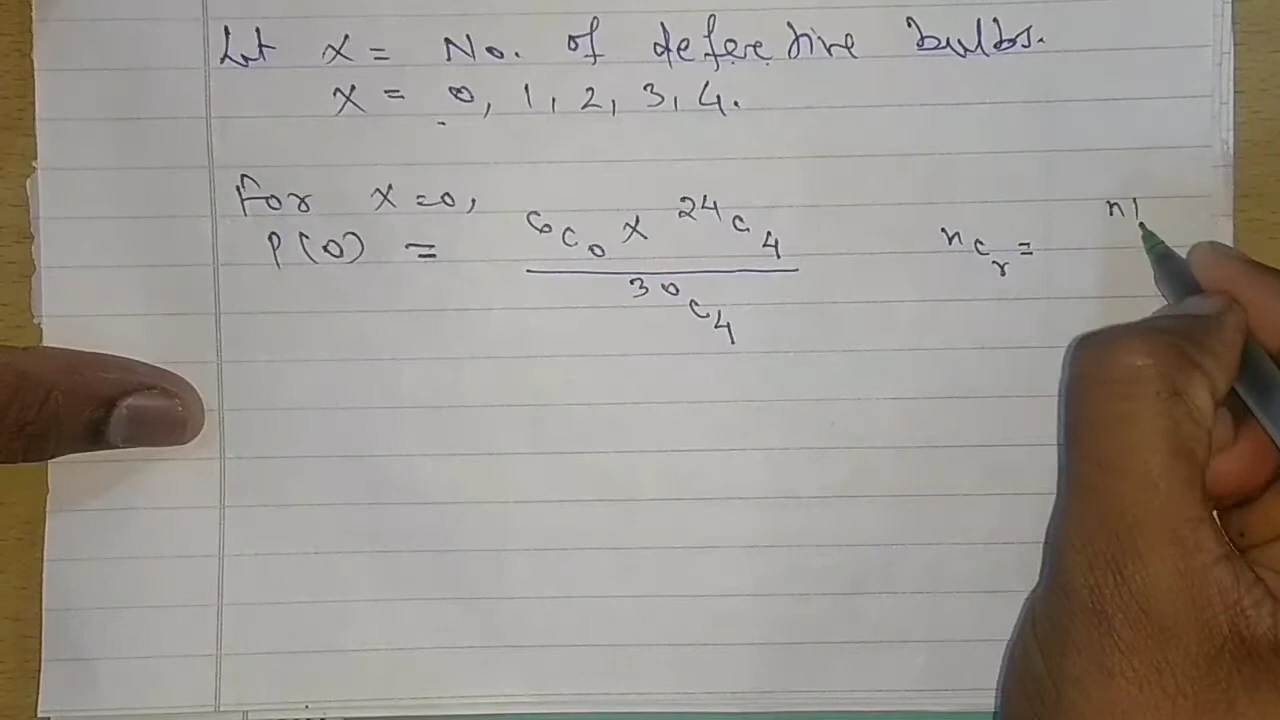 Let x = No. of defective bulbs.
x = 0, 1, 2, 3, 4.
For x=0,
P(0) = ⁶C₀ × ²⁴C₄
³⁰C₄
ⁿCᵣ = n!